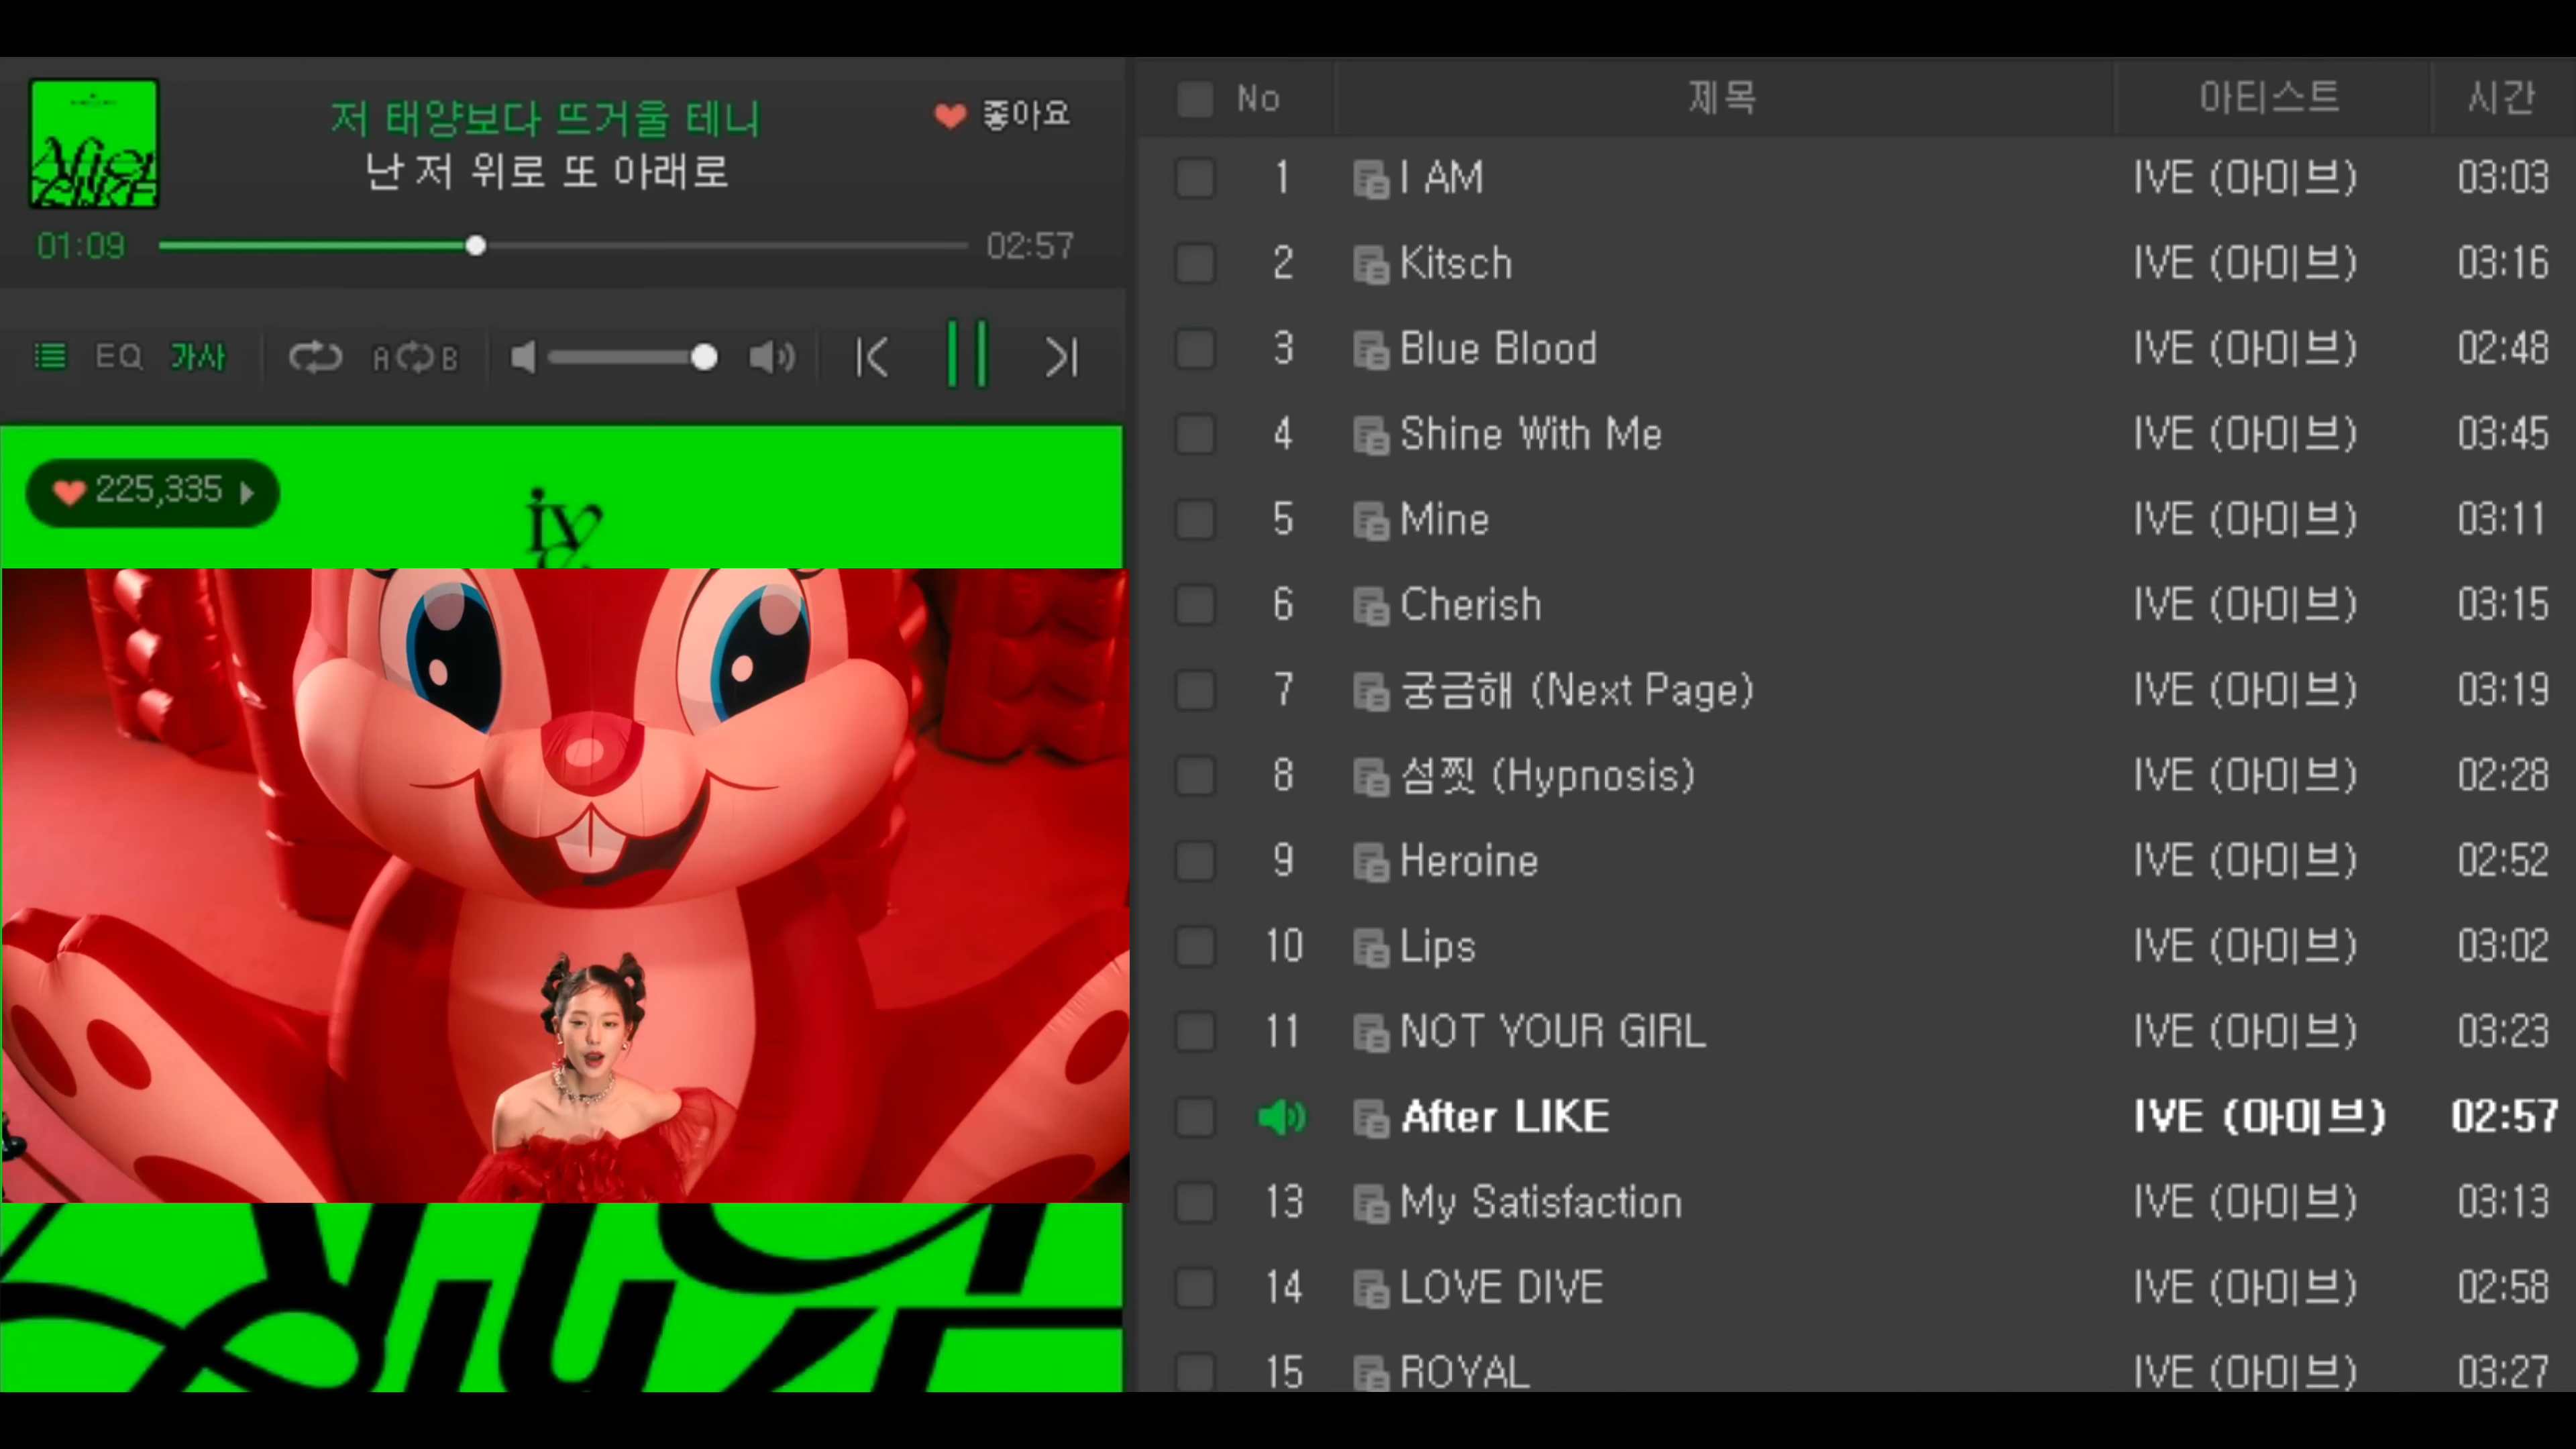 저 태양보다 뜨거울 테니
난 저 위로 또 아래로
좋아요
01:09 02:57
EQ 가사 A B
225,335
iv
No 제목 아티스트 시간
1 I AM IVE (아이브) 03:03
2 Kitsch IVE (아이브) 03:16
3 Blue Blood IVE (아이브) 02:48
4 Shine With Me IVE (아이브) 03:45
5 Mine IVE (아이브) 03:11
6 Cherish IVE (아이브) 03:15
7 궁금해 (Next Page) IVE (아이브) 03:19
8 섬찟 (Hypnosis) IVE (아이브) 02:28
9 Heroine IVE (아이브) 02:52
10 Lips IVE (아이브) 03:02
11 NOT YOUR GIRL IVE (아이브) 03:23
After LIKE IVE (아이브) 02:57
13 My Satisfaction IVE (아이브) 03:13
14 LOVE DIVE IVE (아이브) 02:58
15 ROYAL IVE (아이브) 03:27